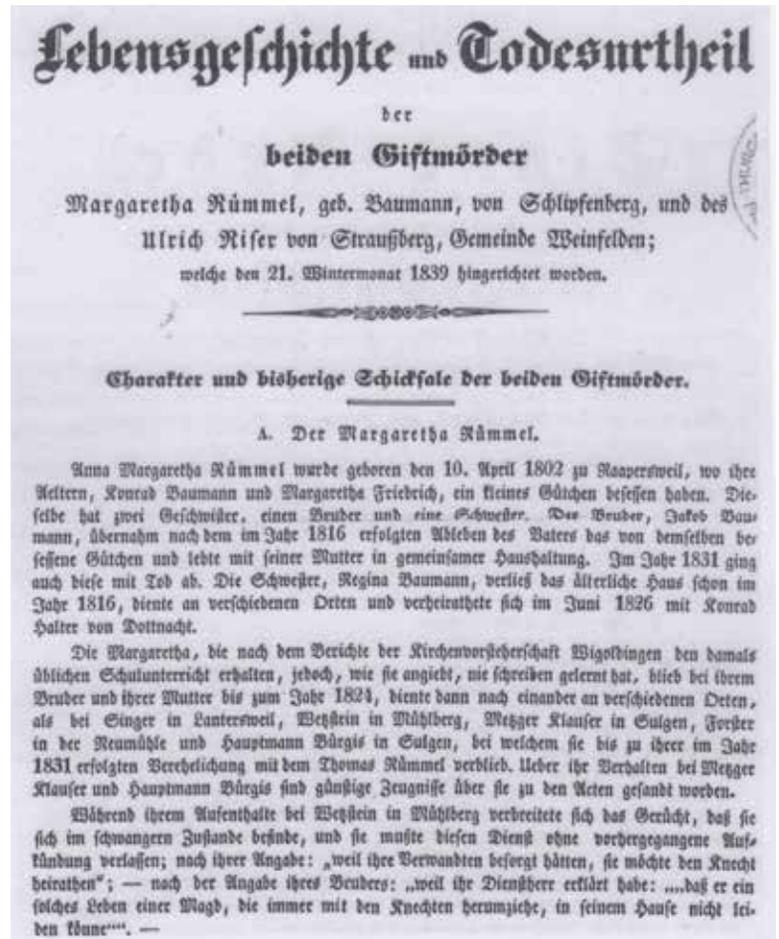 Lebensgeschichte und Todesurtheil
der
beiden Giftmörder
Margaretha Rümmel, geb. Baumann, von Schlipfenberg, und des
Ulrich Riser von Straußberg, Gemeinde Weinfelden;
welche den 21. Wintermonat 1839 hingerichtet worden.
Charakter und bisherige Schicksale der beiden Giftmörder.
A. Der Margaretha Rümmel.
Anna Margaretha Rümmel wurde geboren den 10. April 1802 zu Raapersweil, wo ihre
Aeltern, Konrad Baumann und Margaretha Friedrich, ein kleines Gütchen besessen haben. Die-
selbe hat zwei Geschwister, einen Bruder und eine Schwester. Der Bruder, Jakob Bau-
mann, übernahm nach dem im Jahr 1816 erfolgten Ableben des Vaters das von demselben be-
sessene Gütchen und lebte mit seiner Mutter in gemeinsamer Haushaltung. Im Jahr 1831 ging
auch diese mit Tod ab. Die Schwester, Regina Baumann, verließ das älterliche Haus schon im
Jahr 1816, diente an verschiedenen Orten und verheirathete sich im Juni 1826 mit Konrad
Halter von Dottnacht.
Die Margaretha, die nach dem Berichte der Kirchenvorsteherschaft Wigoldingen den damals
üblichen Schulunterricht erhalten, jedoch, wie sie angiebt, nie schreiben gelernt hat, blieb bei ihrem
Bruder und ihrer Mutter bis zum Jahr 1824, diente dann nach einander an verschiedenen Orten,
als bei Singer in Lantersweil, Wetzstein in Mühlberg, Metzger Klauser in Sulgen, Forster
in der Neumühle und Hauptmann Bürgis in Sulgen, bei welchem sie bis zu ihrer im Jahr
1831 erfolgten Verehelichung mit dem Thomas Rümmel verblieb. Ueber ihr Verhalten bei Metzger
Klauser und Hauptmann Bürgis sind günstige Zeugnisse über sie zu den Acten gesandt worden.
Während ihrem Aufenthalte bei Wetzstein in Mühlberg verbreitete sich das Gerücht, daß sie
sich im schwangern Zustande befinde, und sie mußte diesen Dienst ohne vorhergegangene Auf-
kündung verlassen; nach ihrer Angabe: „weil ihre Verwandten besorgt hätten, sie möchte den Knecht
heirathen"; — nach der Angabe ihres Bruders: „weil ihr Dienstherr erklärt habe: „„daß er ein
solches Leben einer Magd, die immer mit den Knechten herumziehe, in seinem Hause nicht lei-
den könne"". —